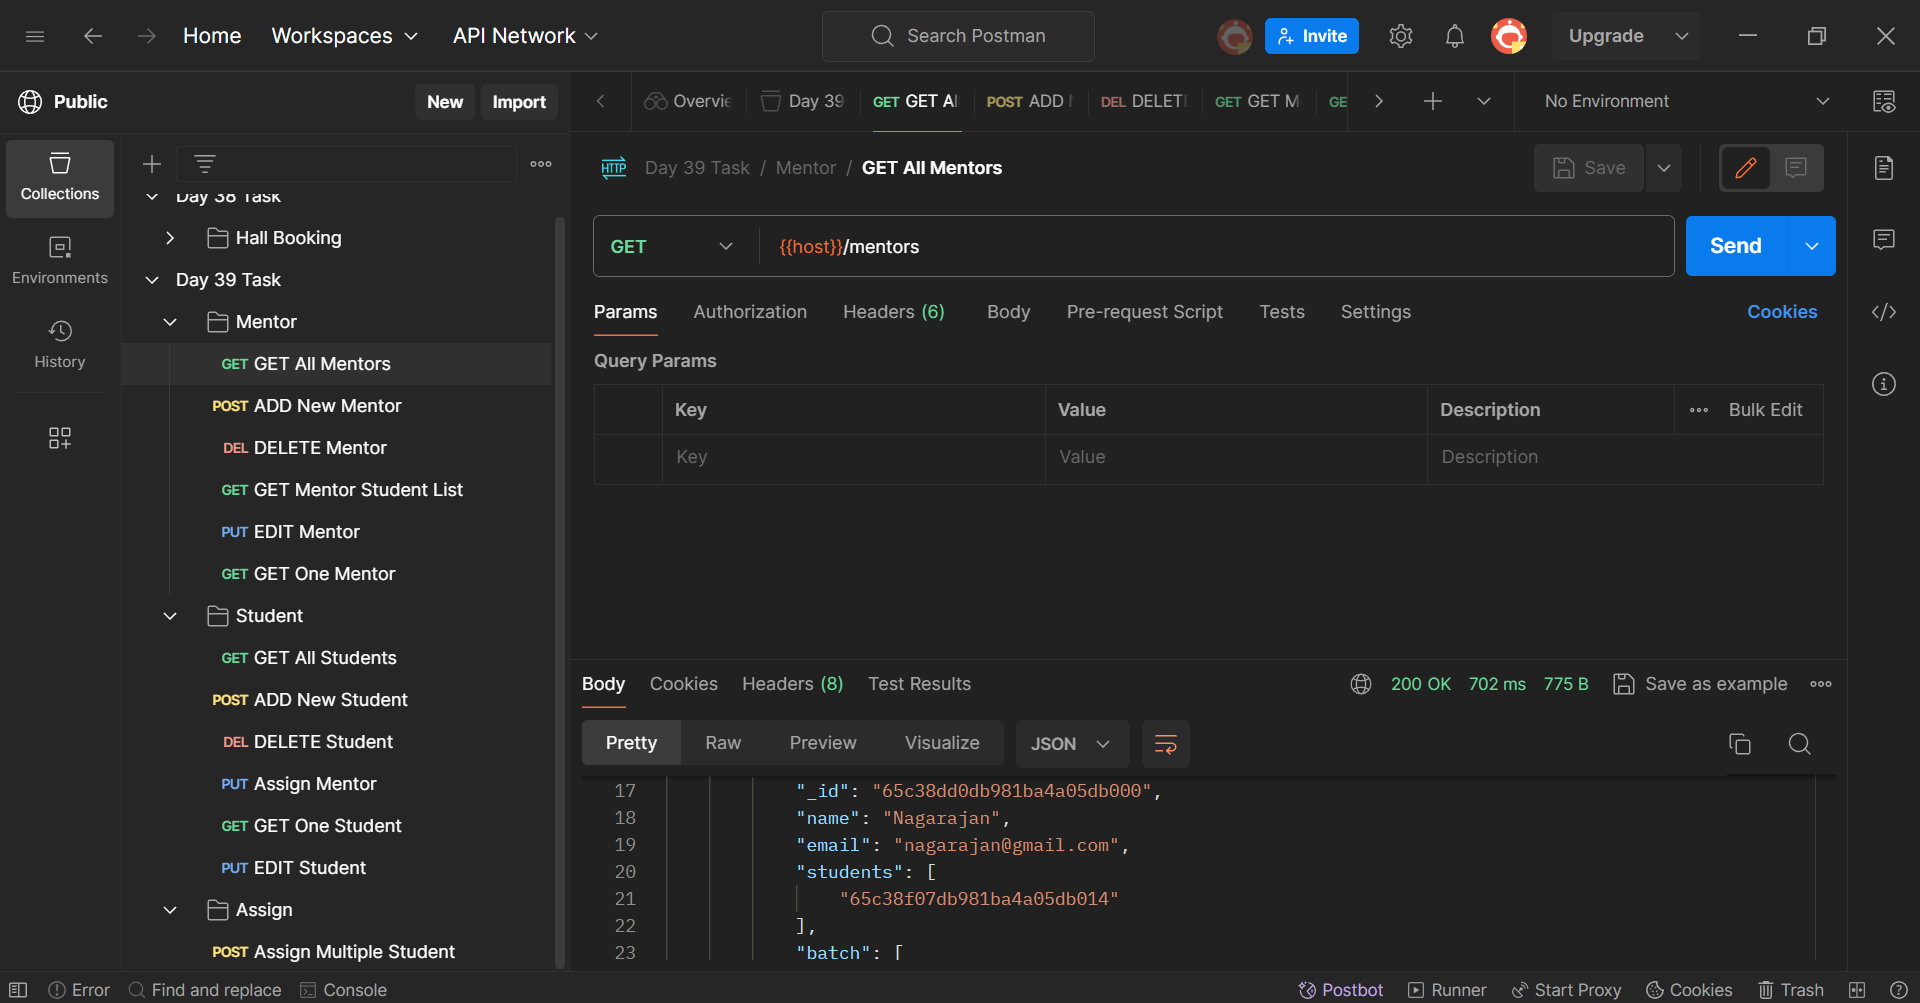 Home Workspaces API Network Search Postman Invite Upgrade
Public New Import
Overvie Day 39 GET GET Al POST ADD DEL DELET GET GET M GE No Environment
Collections
Environments
History
Day 38 Task
Hall Booking
Day 39 Task
Mentor
GET GET All Mentors
POST ADD New Mentor
DEL DELETE Mentor
GET GET Mentor Student List
PUT EDIT Mentor
GET GET One Mentor
Student
GET GET All Students
POST ADD New Student
DEL DELETE Student
PUT Assign Mentor
GET GET One Student
PUT EDIT Student
Assign
POST Assign Multiple Student
HTTP Day 39 Task / Mentor / GET All Mentors Save
GET {{host}}/mentors Send
Params Authorization Headers (6) Body Pre-request Script Tests Settings Cookies
Query Params
Key Value Description Bulk Edit
Key Value Description
Body Cookies Headers (8) Test Results 200 OK 702 ms 775 B Save as example
Pretty Raw Preview Visualize JSON
17 "_id": "65c38dd0db981ba4a05db000",
18 "name": "Nagarajan",
19 "email": "nagarajan@gmail.com",
20 "students": [
21 "65c38f07db981ba4a05db014"
22 ],
23 "batch": [
Error Find and replace Console Postbot Runner Start Proxy Cookies Trash